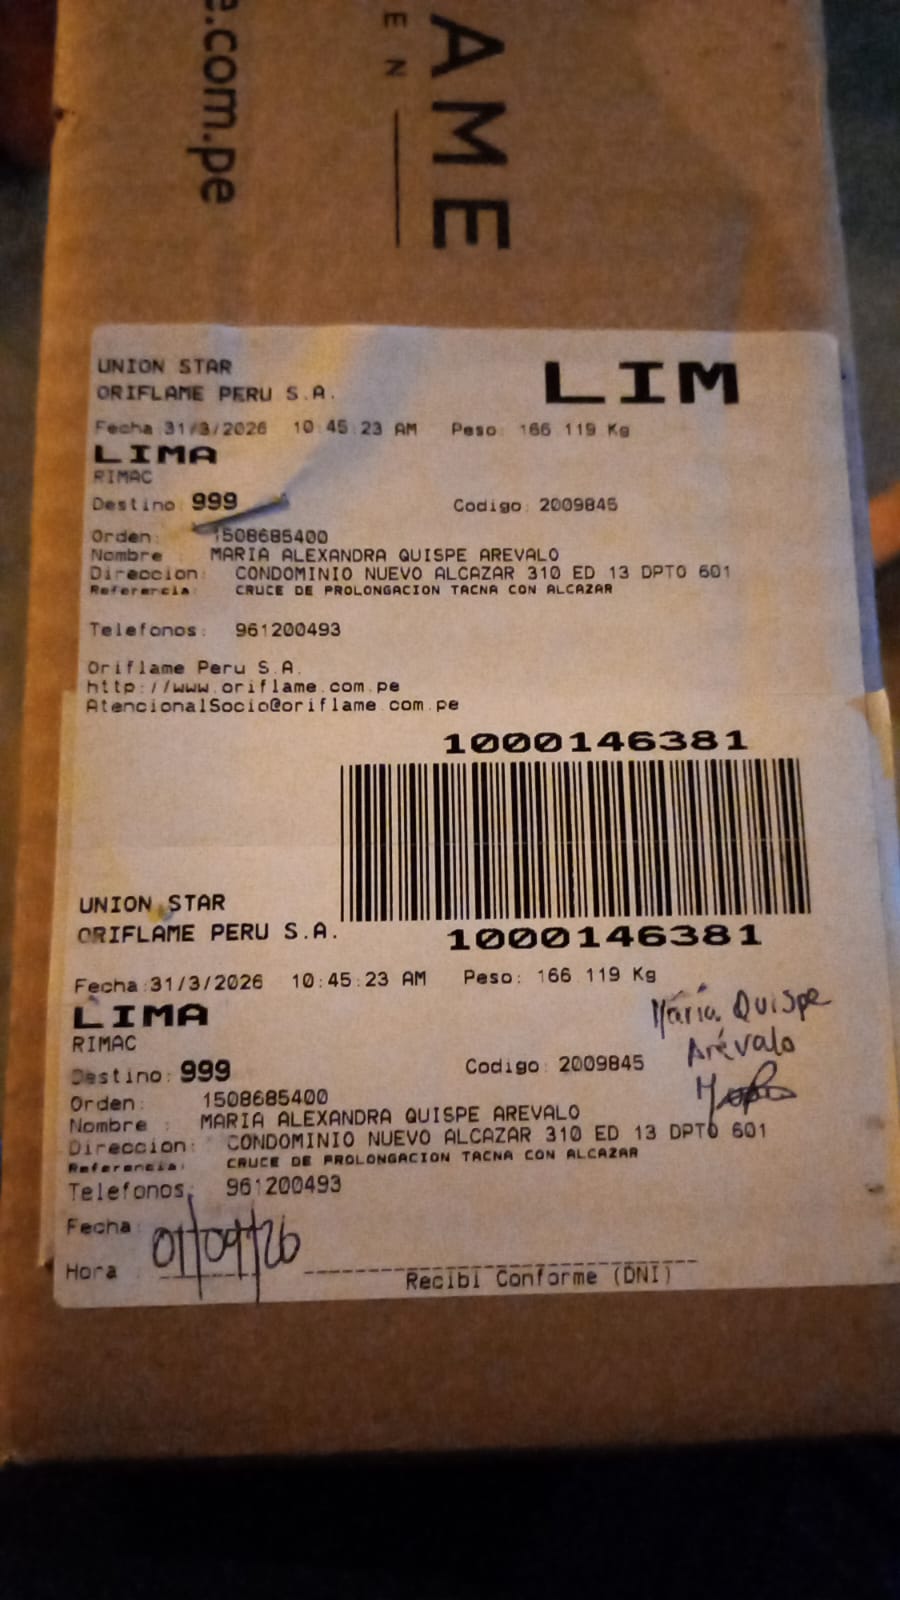 e.com.pe
AME
EN
UNION STAR
LIM
ORIFLAME PERU S.A.
Fecha 31/3/2026 10:45:23 AM Peso: 166 119 Kg
LIMA
RIMAC
Destino: 999 Codigo: 2009845
Orden: 1508685400
Nombre : MARIA ALEXANDRA QUISPE AREVALO
Direccion: CONDOMINIO NUEVO ALCAZAR 310 ED 13 DPTO 601
Referencia: CRUCE DE PROLONGACION TACNA CON ALCAZAR
Telefonos: 961200493
Oriflame Peru S.A.
http://www.oriflame.com.pe
AtencionalSocio@oriflame.com.pe
1000146381
1000146381
UNION STAR
ORIFLAME PERU S.A.
Fecha:31/3/2026 10:45:23 AM Peso: 166 119 Kg
LIMA
RIMAC
Destino: 999 Codigo: 2009845
Orden: 1508685400
Nombre : MARIA ALEXANDRA QUISPE AREVALO
Direccion: CONDOMINIO NUEVO ALCAZAR 310 ED 13 DPTO 601
Referencia: CRUCE DE PROLONGACION TACNA CON ALCAZAR
Telefonos: 961200493
María Quispe
Arévalo
Fecha:
Hora :
Recibi Conforme (DNI)